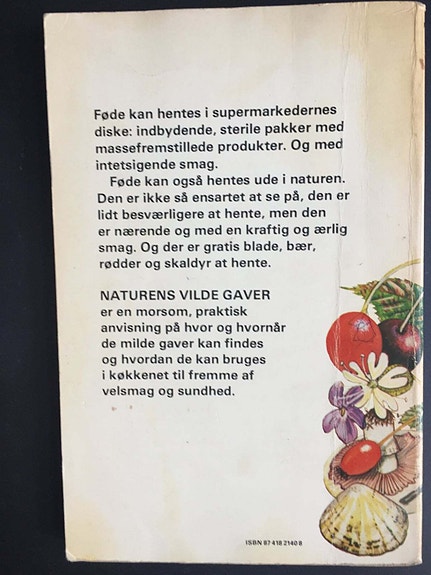 Føde kan hentes i supermarkedernes
diske: indbydende, sterile pakker med
massefremstillede produkter. Og med
intetsigende smag.
Føde kan også hentes ude i naturen.
Den er ikke så ensartet at se på, den er
lidt besværligere at hente, men den
er nærende og med en kraftig og ærlig
smag. Og der er gratis blade, bær,
rødder og skaldyr at hente.
NATURENS VILDE GAVER
er en morsom, praktisk
anvisning på hvor og hvornår
de milde gaver kan findes
og hvordan de kan bruges
i køkkenet til fremme af
velsmag og sundhed.
ISBN 87 418 2140 8